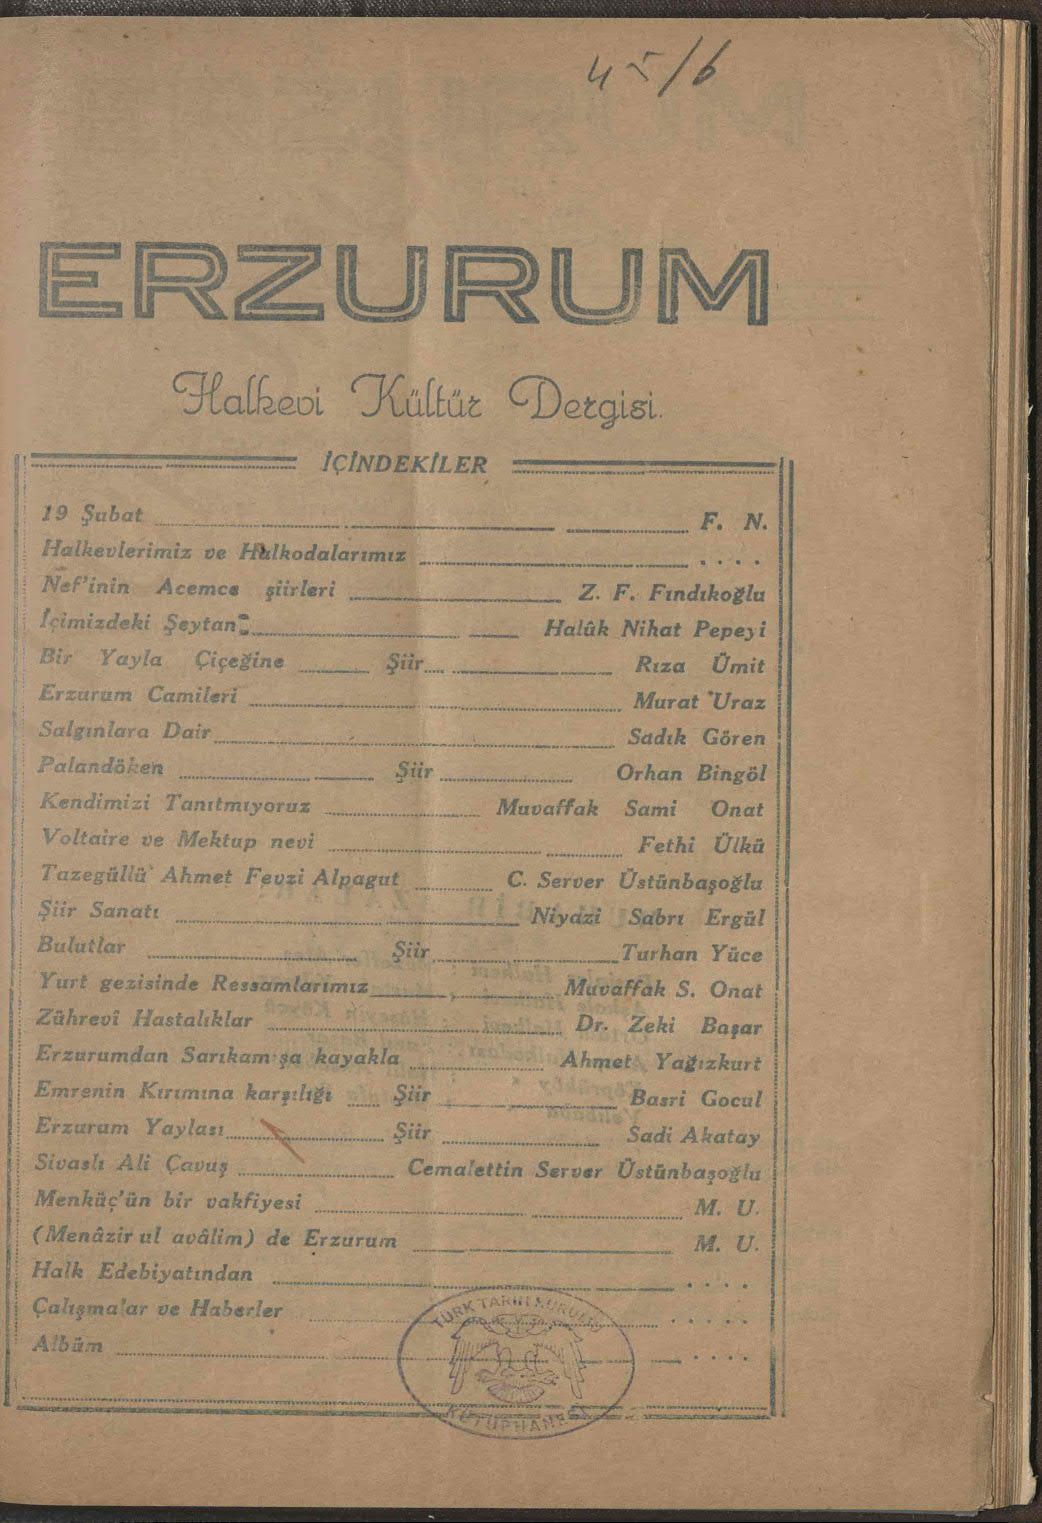 45/6
ERZURUM
Halkevi Kültür Dergisi.
İÇİNDEKİLER
19 Şubat F. N.
Halkevlerimiz ve Halkodalarımız . . . .
Nef'inin Acemce şiirleri Z. F. Fındıkoğlu
İçimizdeki Şeytan Halûk Nihat Pepeyi
Bir Yayla Çiçeğine Şiir Rıza Ümit
Erzurum Camileri Murat Uraz
Salgınlara Dair Sadık Gören
Palandöken Şiir Orhan Bingöl
Kendimizi Tanıtmıyoruz Muvaffak Sami Onat
Voltaire ve Mektup nevi Fethi Ülkü
Tazegüllü Ahmet Fevzi Alpagut C. Server Üstünbaşoğlu
Şiir Sanatı Niyazi Sabrı Ergül
Bulutlar Şiir Turhan Yüce
Yurt gezisinde Ressamlarımız Muvaffak S. Onat
Zührevî Hastalıklar Dr. Zeki Başar
Erzurumdan Sarıkamışa kayakla Ahmet Yağızkurt
Emrenin Kırımına karşılığı Şiir Basri Gocul
Erzurum Yaylası Şiir Sadi Akatay
Sivaslı Ali Çavuş Cemalettin Server Üstünbaşoğlu
Menküç'ün bir vakfiyesi M. U.
(Menâzir ul avâlim) de Erzurum M. U.
Halk Edebiyatından . . . .
Çalışmalar ve Haberler . . . . .
Albüm . . . .
TÜRK TARİH KURUMU
KÜTÜPHANESİ